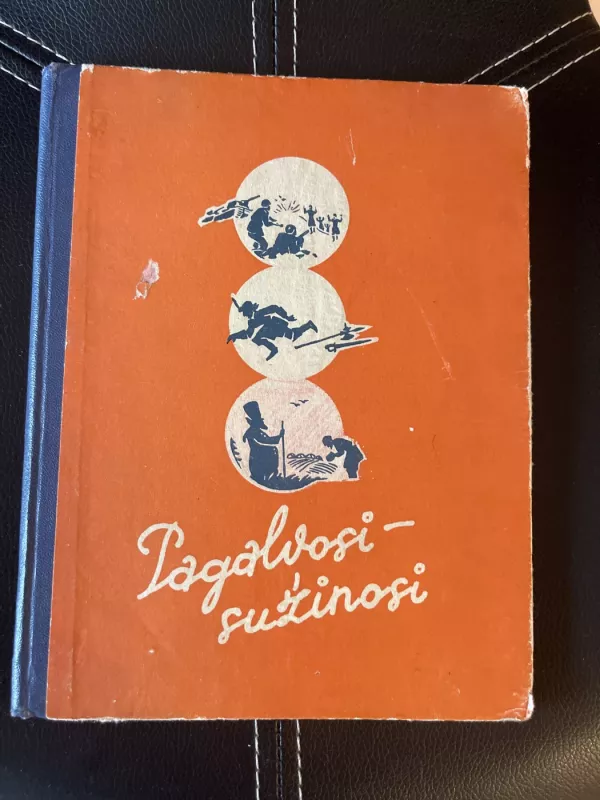 Pagalvosi –
sužinosi